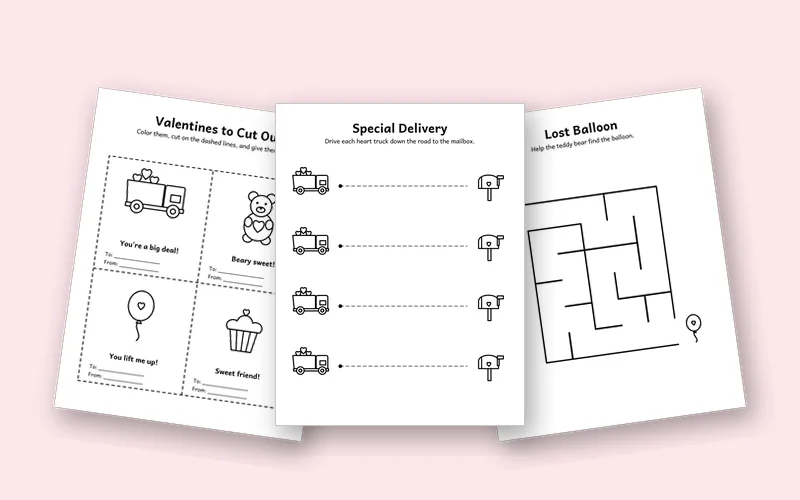 Valentines to Cut Ou
Color them, cut on the dashed lines, and give the
You're a big deal!
To:
From:
Beary sweet!
To:
From:
You lift me up!
To:
From:
Sweet friend!
To:
From:
Special Delivery
Drive each heart truck down the road to the mailbox.
Lost Balloon
Help the teddy bear find the balloon.